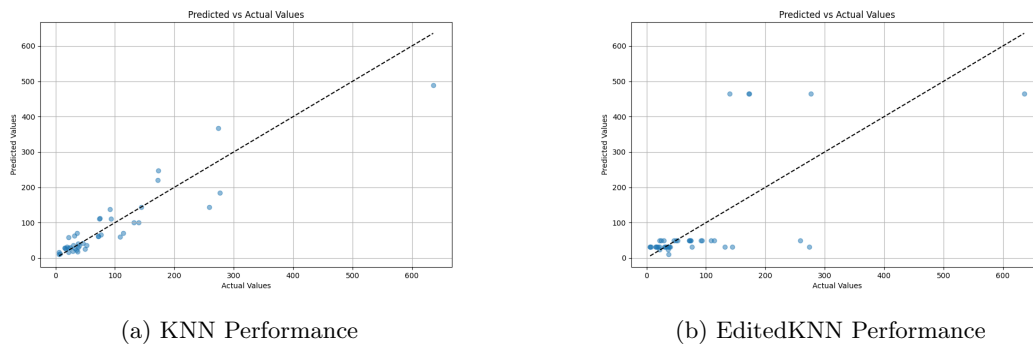 Predicted vs Actual Values
600
500
400
300
200
100
0
Predicted Values
0 100 200 300 400 500 600
Actual Values
(a) KNN Performance
Predicted vs Actual Values
600
500
400
300
200
100
0
Predicted Values
0 100 200 300 400 500 600
Actual Values
(b) EditedKNN Performance